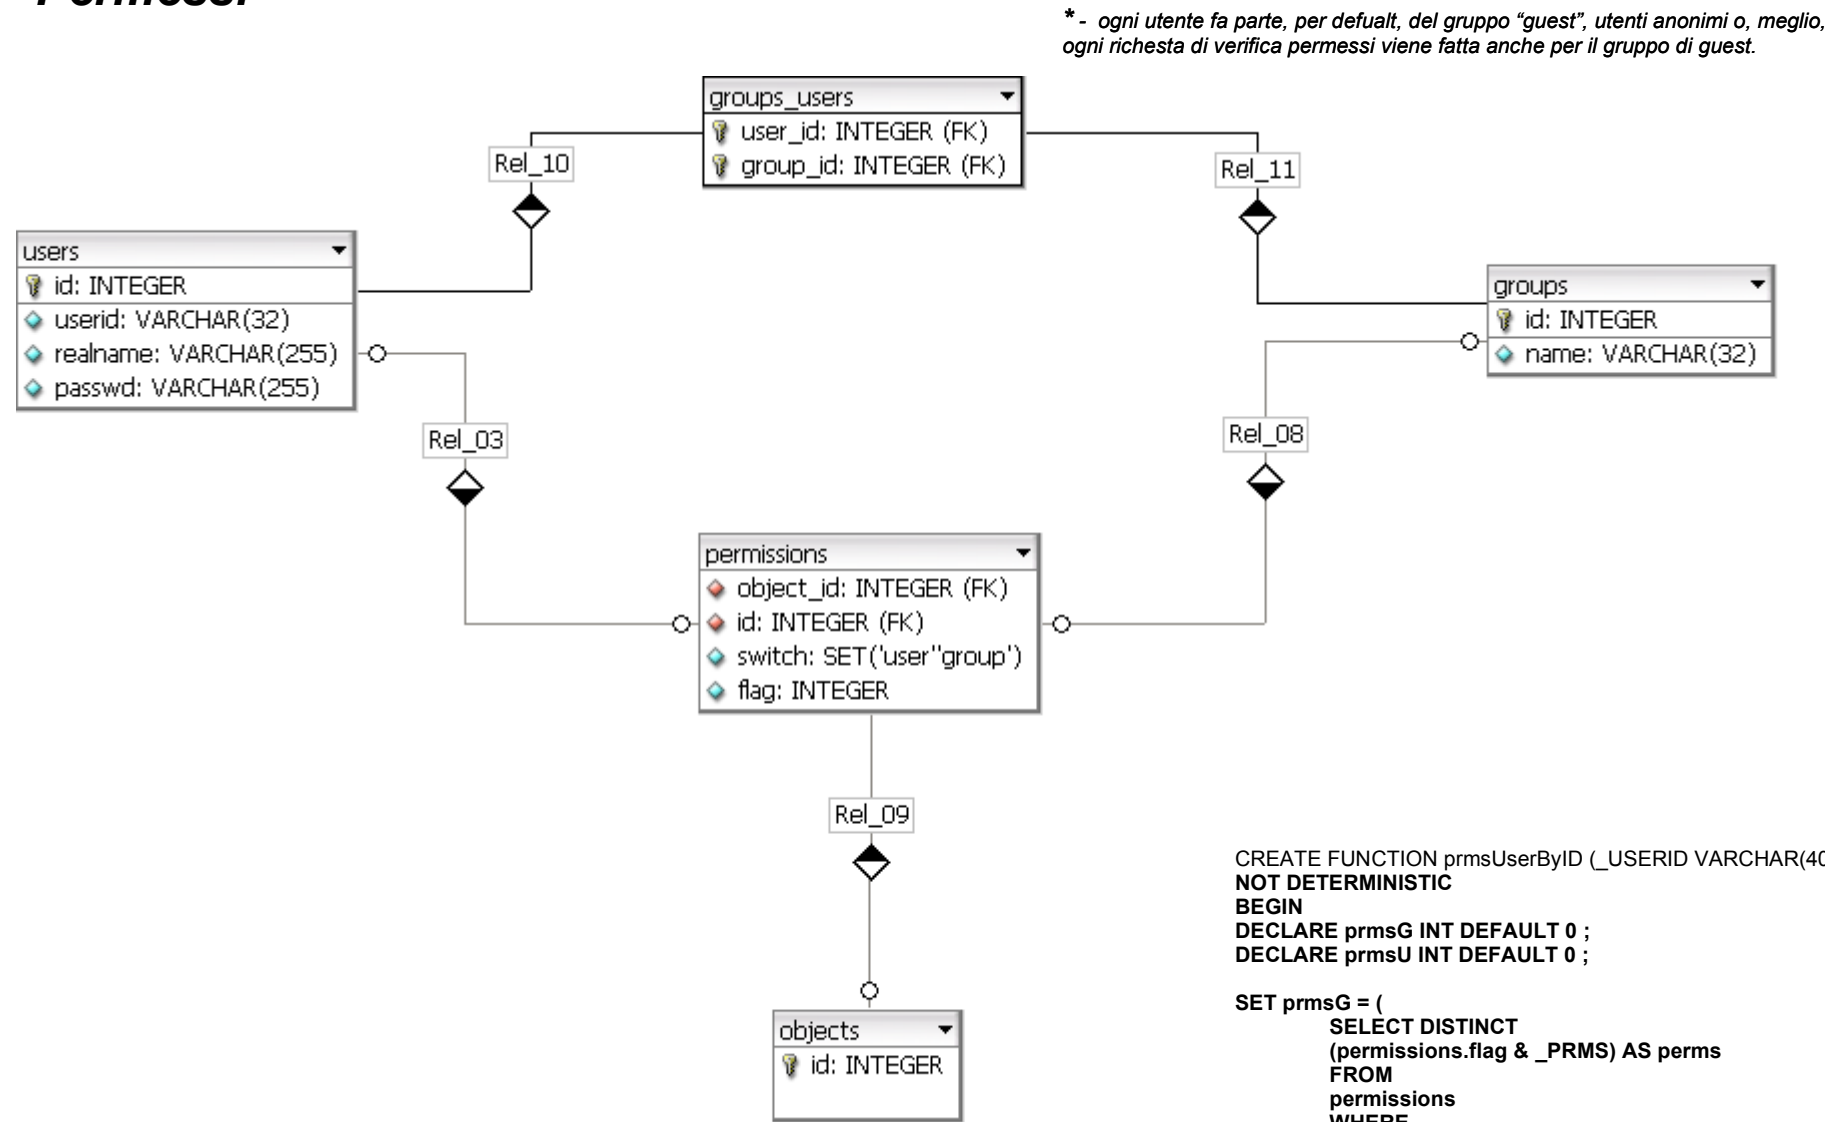 * - ogni utente fa parte, per defualt, del gruppo “guest”, utenti anonimi o, meglio,
ogni richesta di verifica permessi viene fatta anche per il gruppo di guest.
groups_users
user_id: INTEGER (FK)
group_id: INTEGER (FK)
Rel_10
Rel_11
users
id: INTEGER
userid: VARCHAR(32)
realname: VARCHAR(255)
passwd: VARCHAR(255)
groups
id: INTEGER
name: VARCHAR(32)
Rel_03
Rel_08
permissions
object_id: INTEGER (FK)
id: INTEGER (FK)
switch: SET('user''group')
flag: INTEGER
Rel_09
objects
id: INTEGER
CREATE FUNCTION prmsUserByID (_USERID VARCHAR(40
NOT DETERMINISTIC
BEGIN
DECLARE prmsG INT DEFAULT 0 ;
DECLARE prmsU INT DEFAULT 0 ;
SET prmsG = (
SELECT DISTINCT
(permissions.flag & _PRMS) AS perms
FROM
permissions
WHERE